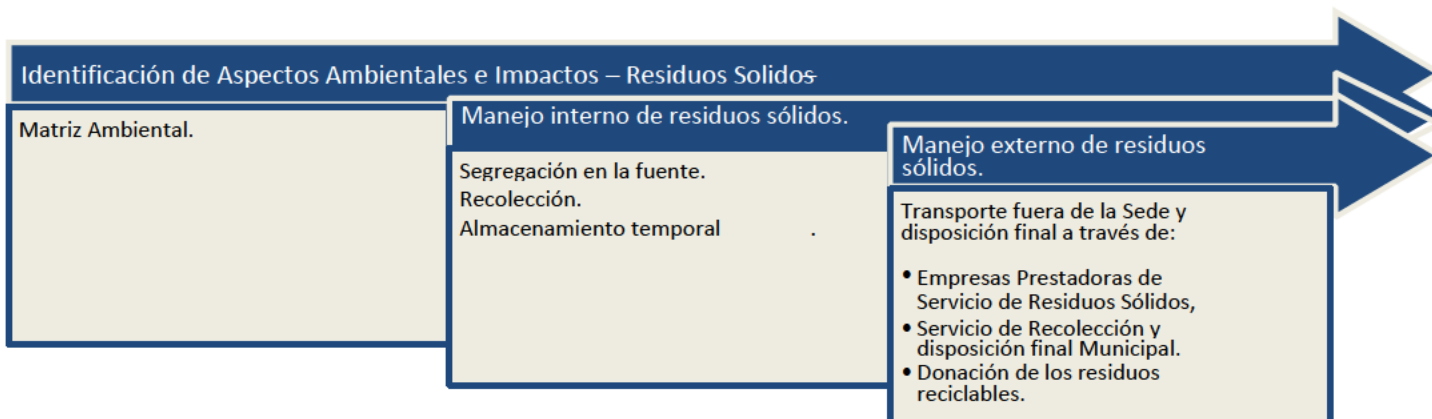 Identificación de Aspectos Ambientales e Impactos – Residuos Solidos
Matriz Ambiental.
Manejo interno de residuos sólidos.
Segregación en la fuente.
Recolección.
Almacenamiento temporal .
Manejo externo de residuos
sólidos.
Transporte fuera de la Sede y
disposición final a través de:
• Empresas Prestadoras de
Servicio de Residuos Sólidos,
• Servicio de Recolección y
disposición final Municipal.
• Donación de los residuos
reciclables.